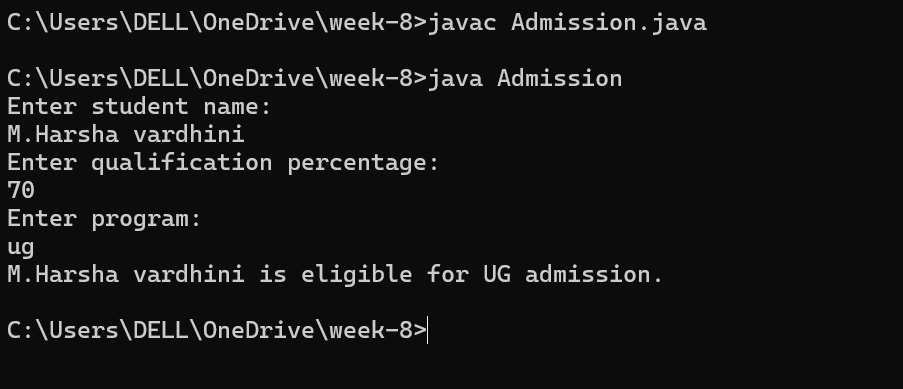 C:\Users\DELL\OneDrive\week-8>javac Admission.java
C:\Users\DELL\OneDrive\week-8>java Admission
Enter student name:
M.Harsha vardhini
Enter qualification percentage:
70
Enter program:
ug
M.Harsha vardhini is eligible for UG admission.
C:\Users\DELL\OneDrive\week-8>